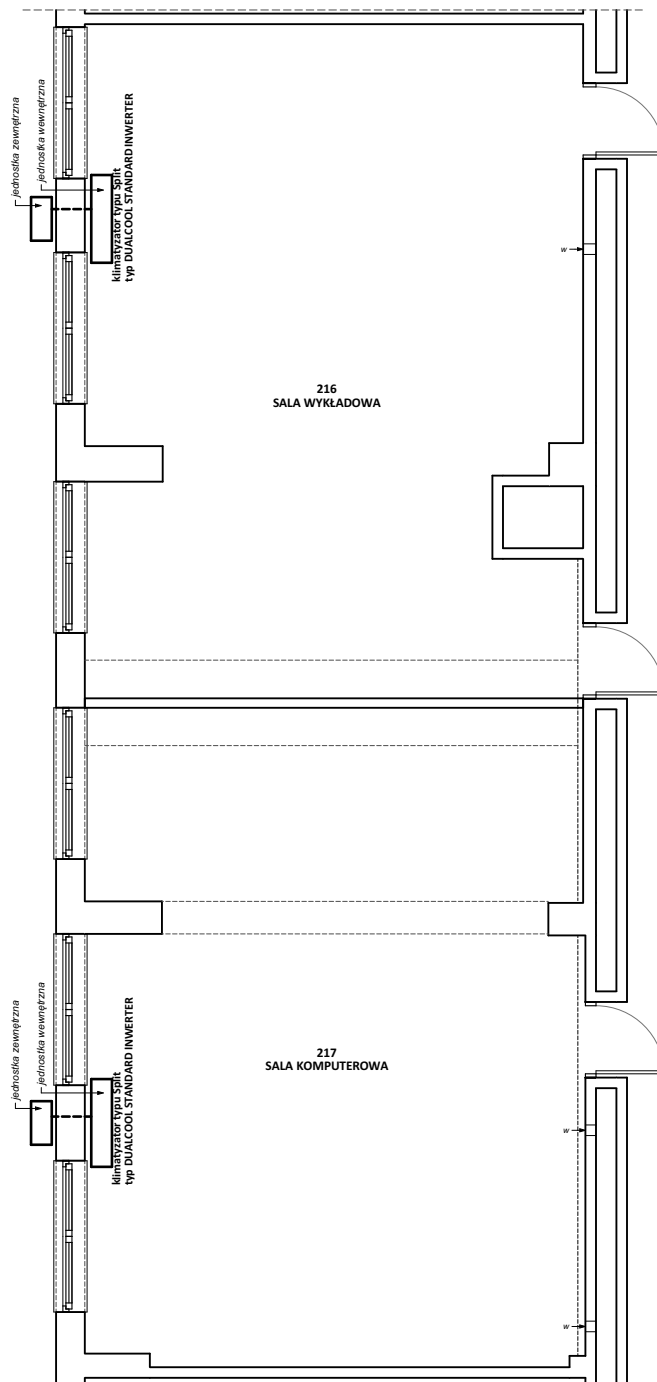 jednostka zewnętrzna
jednostka wewnętrzna
klimatyzator typu Split
typ DUALCOOL STANDARD INWERTER
w
216
SALA WYKŁADOWA
jednostka zewnętrzna
jednostka wewnętrzna
klimatyzator typu Split
typ DUALCOOL STANDARD INWERTER
217
SALA KOMPUTEROWA
w
w